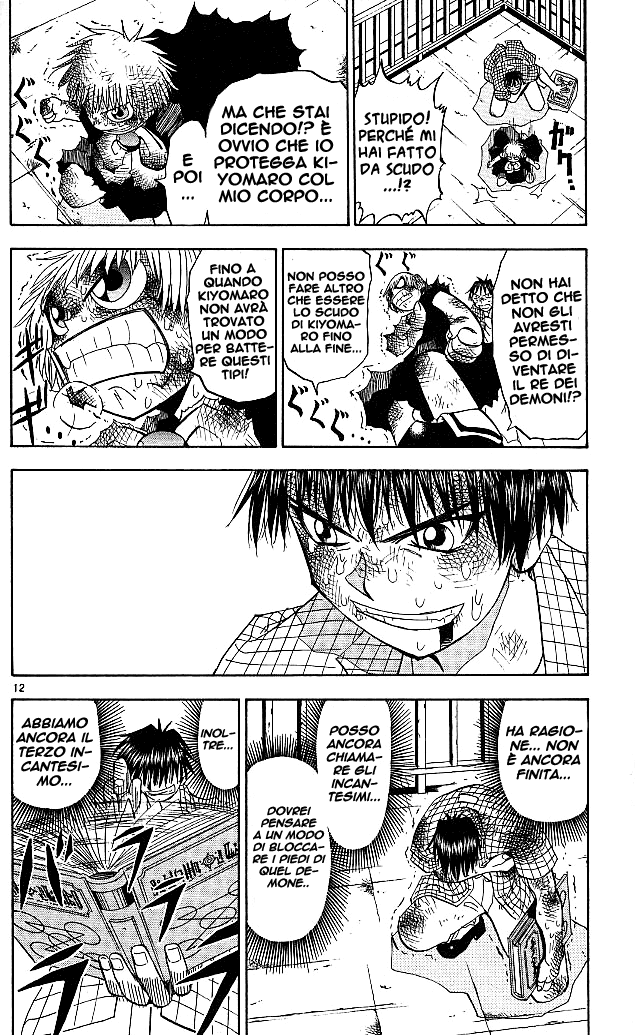 STUPIDO!
PERCHÉ MI
HAI FATTO
DA SCUDO
...!?
MA CHE STAI
DICENDO!? È
OVVIO CHE IO
PROTEGGA KI-
YOMARO COL
MIO CORPO...
E
POI
...
NON HAI
DETTO CHE
NON GLI
AVRESTI
PERMES-
SO DI DI-
VENTARE
IL RE DEI
DEMONI!?
NON POSSO
FARE ALTRO
CHE ESSERE
LO SCUDO
DI KIYOMA-
RO FINO
ALLA FINE...
FINO A
QUANDO
KIYOMARO
NON AVRÀ
TROVATO
UN MODO
PER BATTE-
RE QUESTI
TIPI!
12
HA RAGIO-
NE... NON È
ANCORA
FINITA...
POSSO
ANCORA
CHIAMA-
RE GLI
INCAN-
TESIMI...
DOVREI
PENSARE
A UN MODO
DI BLOCCA-
RE I PIEDI DI
QUEL DE-
MONE..
INOL-
TRE...
ABBIAMO
ANCORA IL
TERZO IN-
CANTESI-
MO...